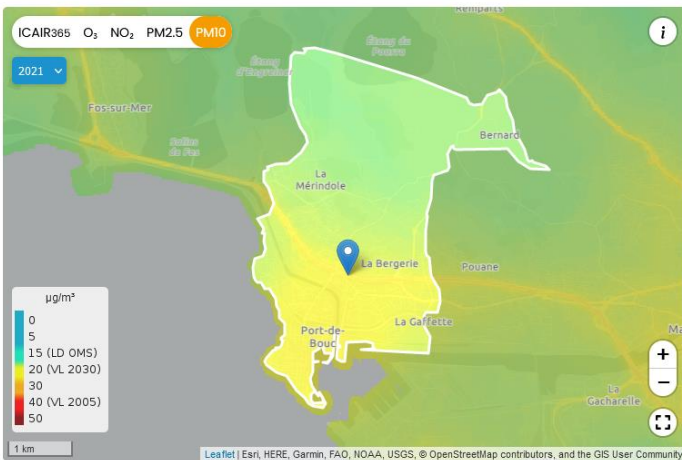 Remparts
ICAIR365 O₃ NO₂ PM2.5 PM10
i
2021
Étang du
Pourra
Étang
d'Engrenier
Fos-sur-Mer
Bernard
Salins
de Fos
La
Mérindole
La Bergerie
Pouane
µg/m³
0
5
15 (LD OMS)
20 (VL 2030)
30
40 (VL 2005)
50
La Gaffette
Port-de-
Bouc
Ma
+
−
La
Gacharelle
1 km
Leaflet | Esri, HERE, Garmin, FAO, NOAA, USGS, © OpenStreetMap contributors, and the GIS User Community